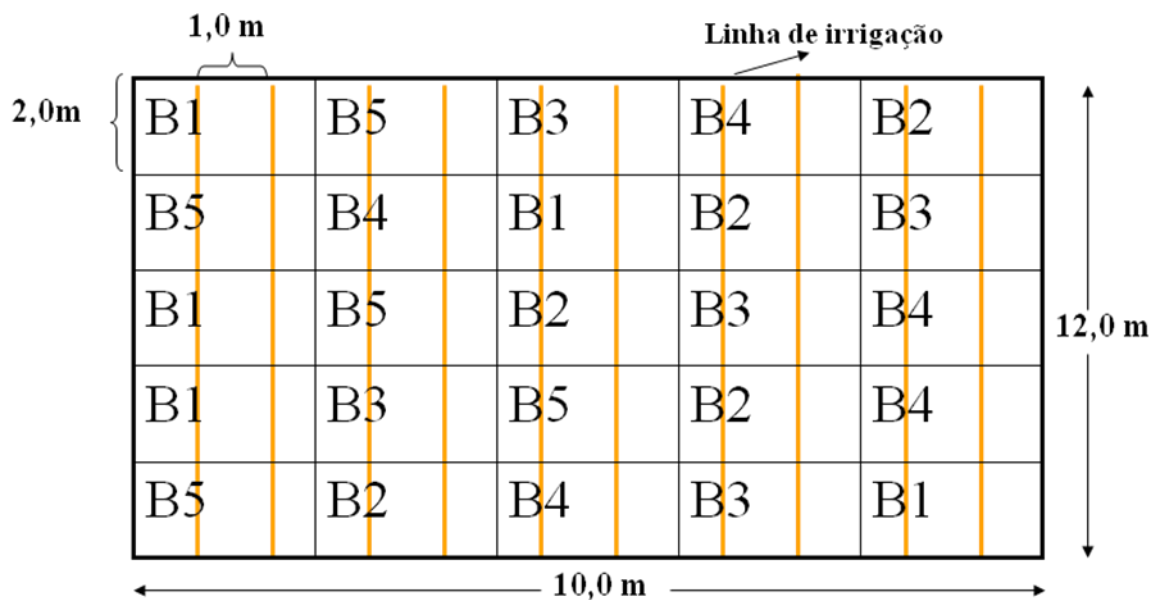 1,0 m
Linha de irrigação
2,0m
B1 B5 B3 B4 B2
B5 B4 B1 B2 B3
B1 B5 B2 B3 B4
12,0 m
B1 B3 B5 B2 B4
B5 B2 B4 B3 B1
10,0 m